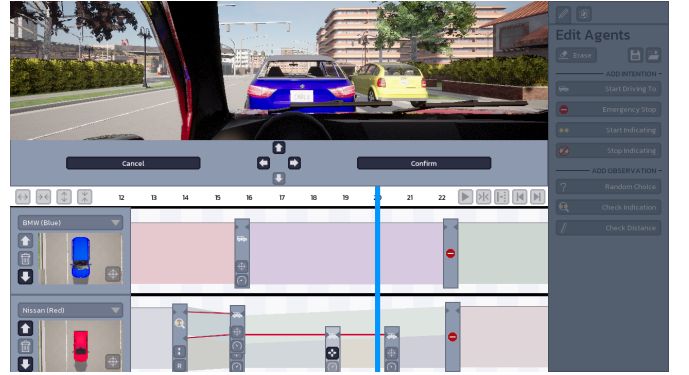 Edit Agents
Erase
ADD INTENTION
Start Driving To
Emergency Stop
Start Indicating
Stop Indicating
ADD OBSERVATION
Random Choice
Check Indication
Check Distance
Cancel
Confirm
12 13 14 15 16 17 18 19 20 21 22
BMW (Blue)
Nissan (Red)
R